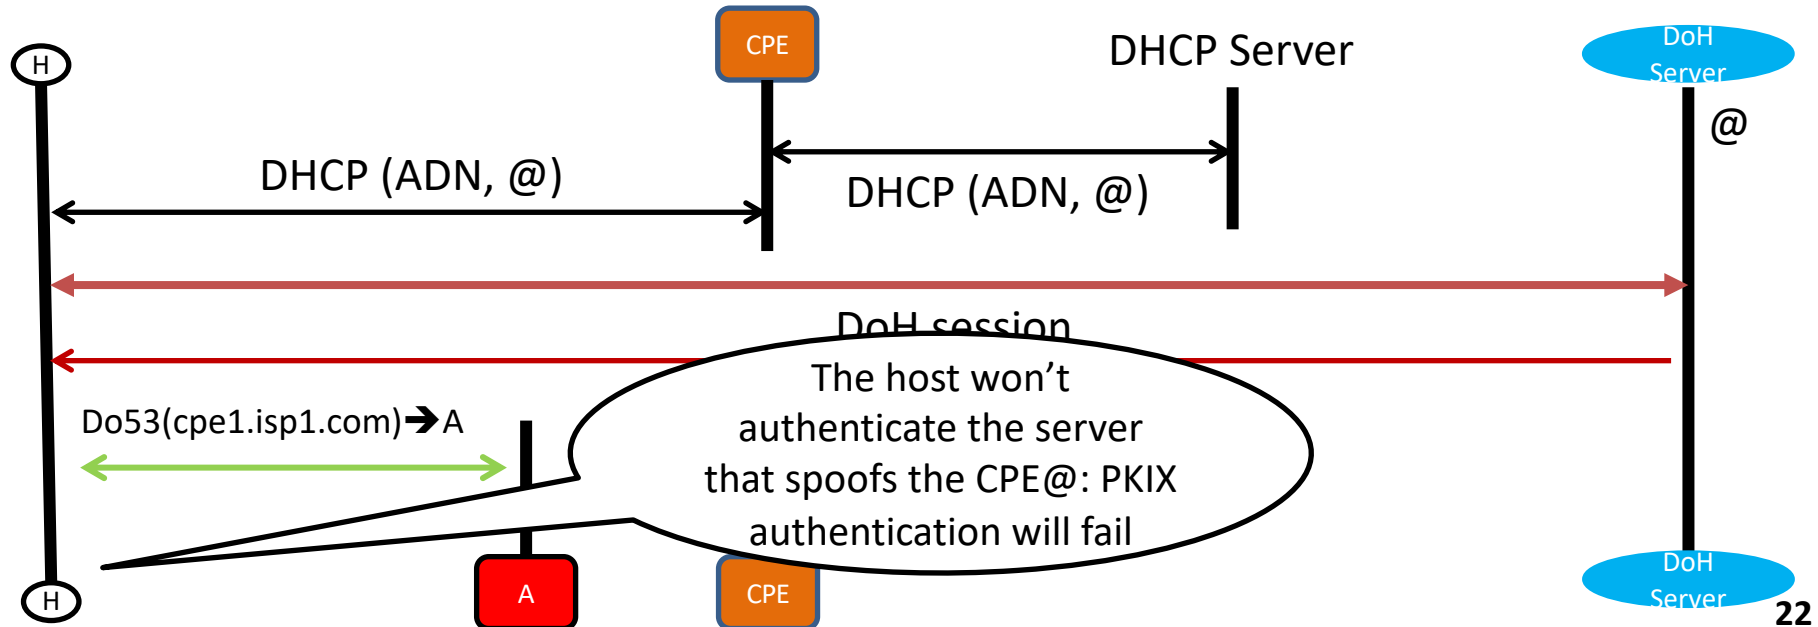 CPE
DHCP Server
DoH
Server
H
@
DHCP (ADN, @)
DHCP (ADN, @)
DoH session
The host won’t
authenticate the server
that spoofs the CPE@: PKIX
authentication will fail
Do53(cpe1.isp1.com)➔A
H
A
CPE
DoH
Server
22